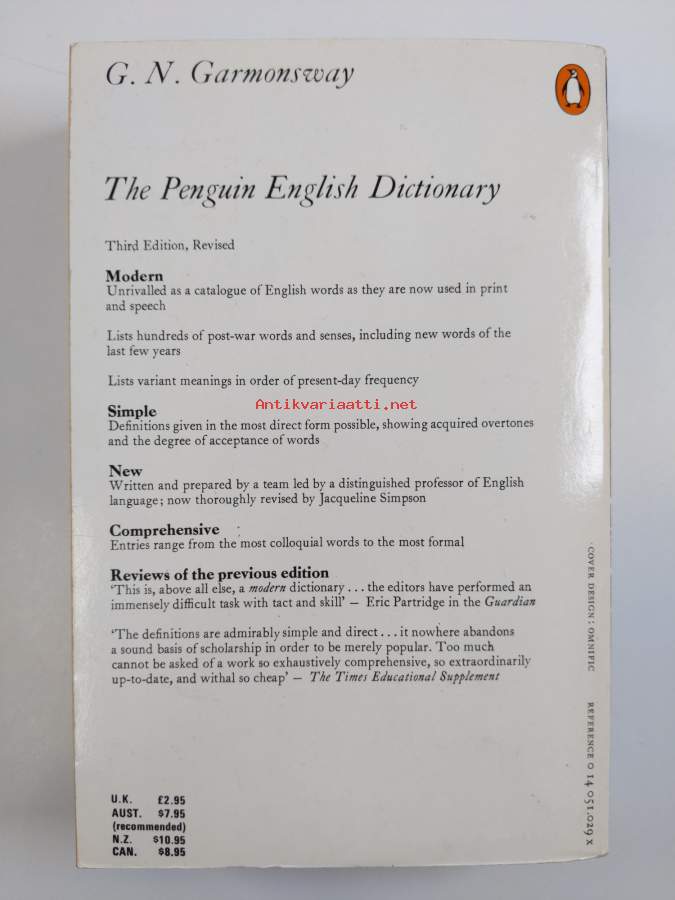 G. N. Garmonsway
The Penguin English Dictionary
Third Edition, Revised
Modern
Unrivalled as a catalogue of English words as they are now used in print
and speech
Lists hundreds of post-war words and senses, including new words of the
last few years
Lists variant meanings in order of present-day frequency
Antikvariaatti.net
Simple
Definitions given in the most direct form possible, showing acquired overtones
and the degree of acceptance of words
New
Written and prepared by a team led by a distinguished professor of English
language; now thoroughly revised by Jacqueline Simpson
Comprehensive
Entries range from the most colloquial words to the most formal
Reviews of the previous edition
‘This is, above all else, a modern dictionary . . . the editors have performed an
immensely difficult task with tact and skill’ – Eric Partridge in the Guardian
‘The definitions are admirably simple and direct . . . it nowhere abandons
a sound basis of scholarship in order to be merely popular. Too much
cannot be asked of a work so exhaustively comprehensive, so extraordinarily
up-to-date, and withal so cheap’ – The Times Educational Supplement
COVER DESIGN: OMNIFIC
REFERENCE 0 14 051.029 X
U.K. £2.95
AUST. $7.95
(recommended)
N.Z. $10.95
CAN. $8.95